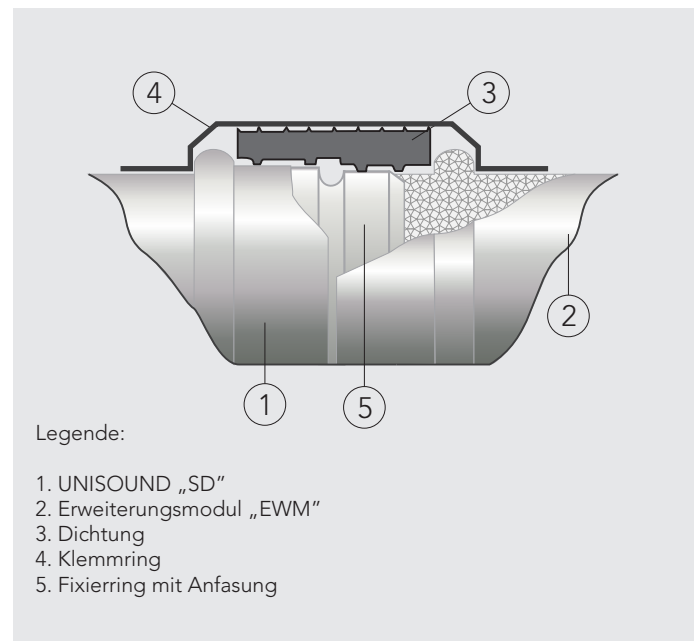 4
3
2
1
5
Legende:
1. UNISOUND „SD”
2. Erweiterungsmodul „EWM”
3. Dichtung
4. Klemmring
5. Fixierring mit Anfasung